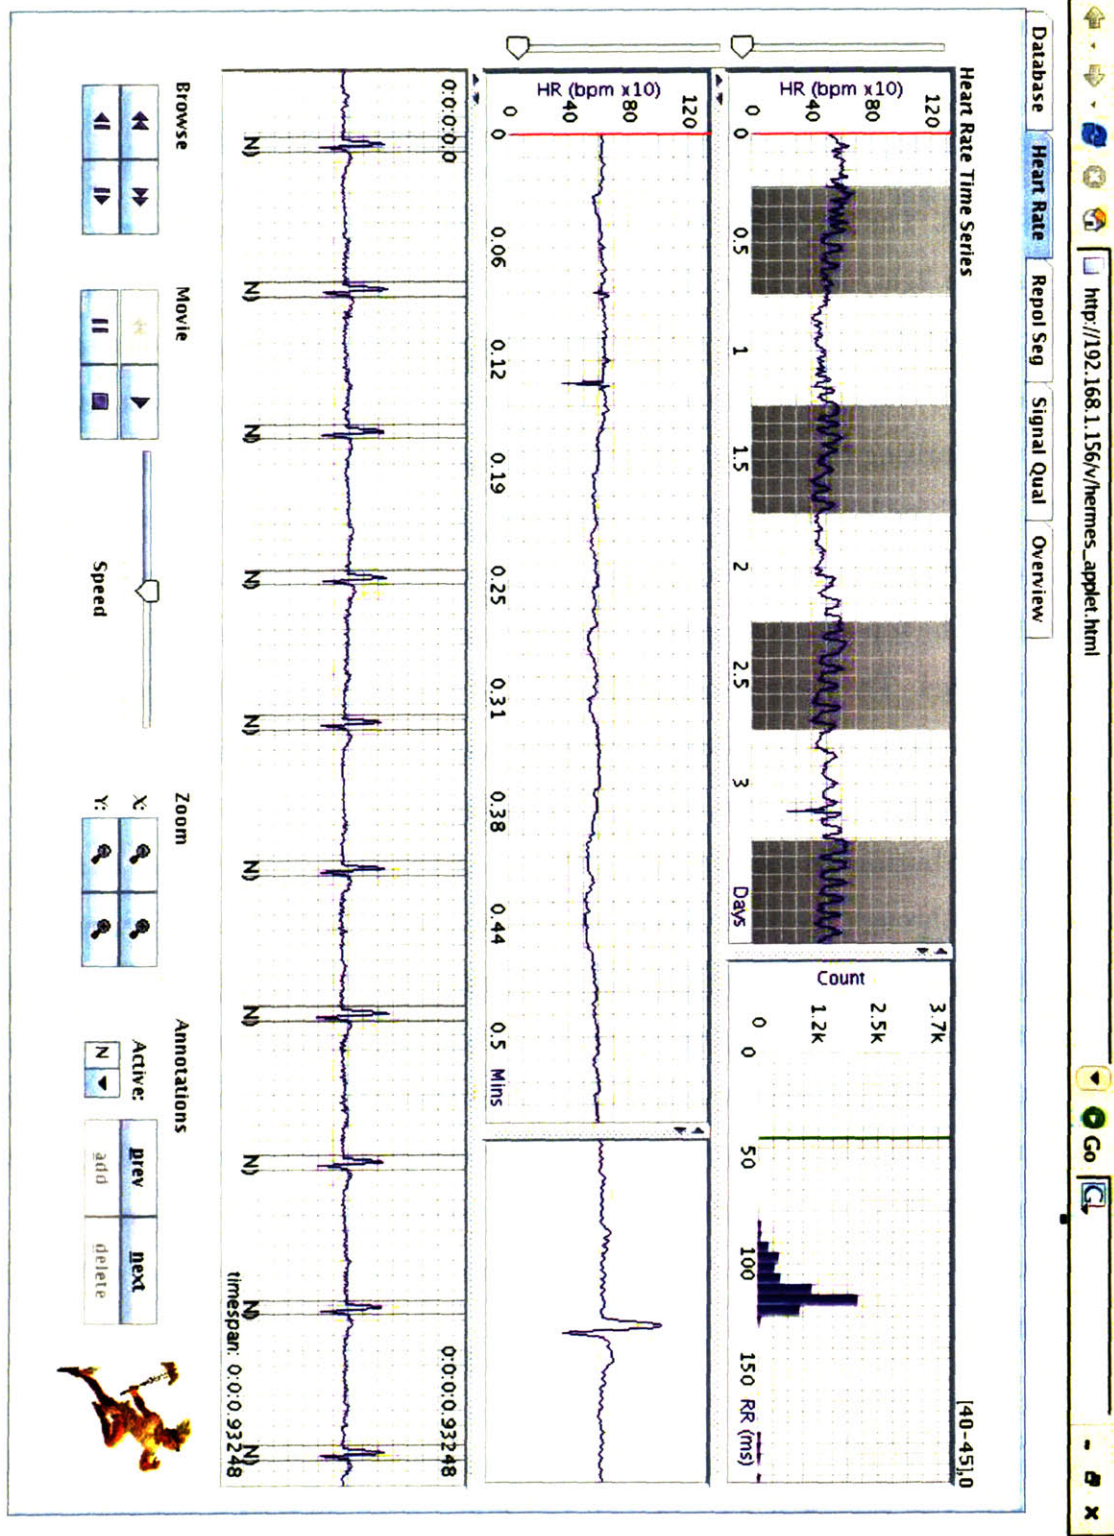 http://192.168.1.156/v/hermes_applet.html
Go
G
Database
Heart Rate
Repol Seg
Signal Qual
Overview
Heart Rate Time Series
[40-45],0
HR (bpm x10)
120
80
40
0
0 0.5 1 1.5 2 2.5 3 Days
Count
3.7k
2.5k
1.2k
0
0 50 100 150 RR (ms)
HR (bpm x10)
120
80
40
0
0 0.06 0.12 0.19 0.25 0.31 0.38 0.44 0.5 Mins
0:0:0:0.0
0:0:0:0.93248
N) N) N) N) N) N) N) N) N) N)
timespan: 0:0:0:0.93248
Browse
Movie
Speed
Zoom
X:
Y:
Annotations
Active:
N
prev next
add delete